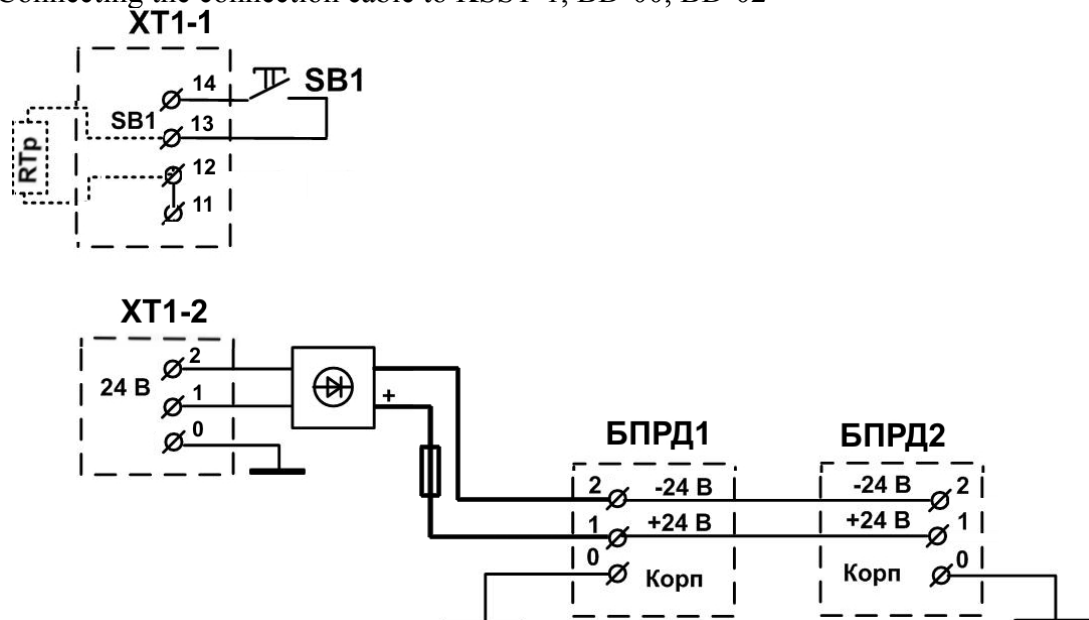 Connecting the connection cable to KSST-1, BD-00, BD-02
XT1-1
14
SB1
SB1
13
12
11
RTp
XT1-2
2
24 В
1
0
+
БПРД1
БПРД2
2
-24 В
-24 В
2
1
+24 В
+24 В
1
0
Корп
Корп
0